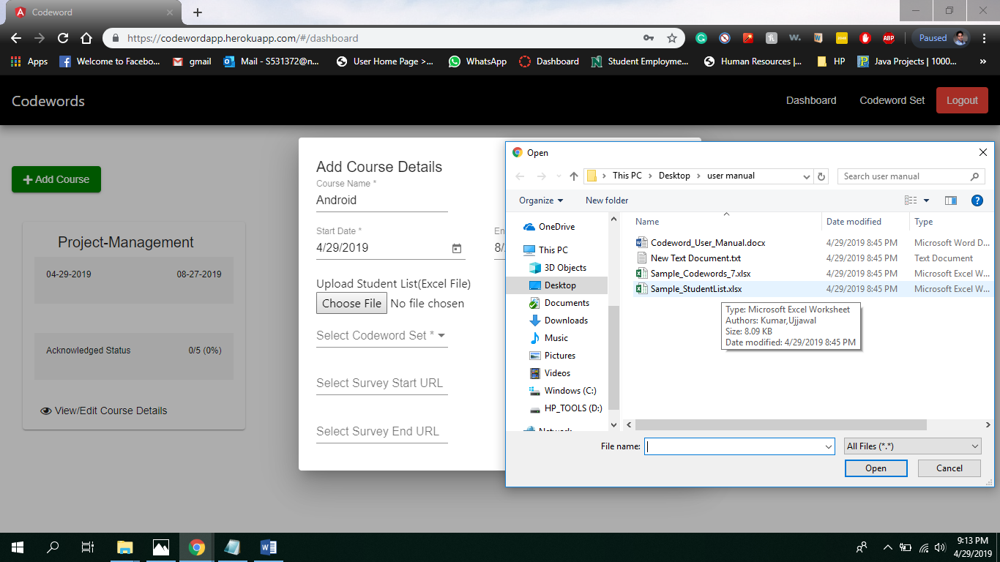 Codeword
https://codewordapp.herokuapp.com/#/dashboard
Paused
Apps
Welcome to Facebo...
gmail
Mail - S531372@n...
User Home Page >...
WhatsApp
Dashboard
Student Employme...
Human Resources |...
HP
Java Projects | 1000...
»
Codewords
Dashboard
Codeword Set
Logout
Add Course
Project-Management
04-29-2019 08-27-2019
Acknowledged Status 0/5 (0%)
View/Edit Course Details
Add Course Details
Course Name *
Android
Start Date *
4/29/2019
Upload Student List(Excel File)
Choose File No file chosen
Select Codeword Set *
Select Survey Start URL
Select Survey End URL
Open
This PC > Desktop > user manual
Search user manual
Organize
New folder
OneDrive
This PC
3D Objects
Desktop
Documents
Downloads
Music
Pictures
Videos
Windows (C:)
HP_TOOLS (D:)
Network
Name Date modified Type
Codeword_User_Manual.docx 4/29/2019 8:45 PM Microsoft Word D...
New Text Document.txt 4/29/2019 8:45 PM Text Document
Sample_Codewords_7.xlsx 4/29/2019 8:45 PM Microsoft Excel W...
Sample_StudentList.xlsx 4/29/2019 8:45 PM Microsoft Excel W...
Type: Microsoft Excel Worksheet
Authors: Kumar,Ujjawal
Size: 8.09 KB
Date modified: 4/29/2019 8:45 PM
File name:
All Files (*.*)
Open
Cancel
9:13 PM
4/29/2019